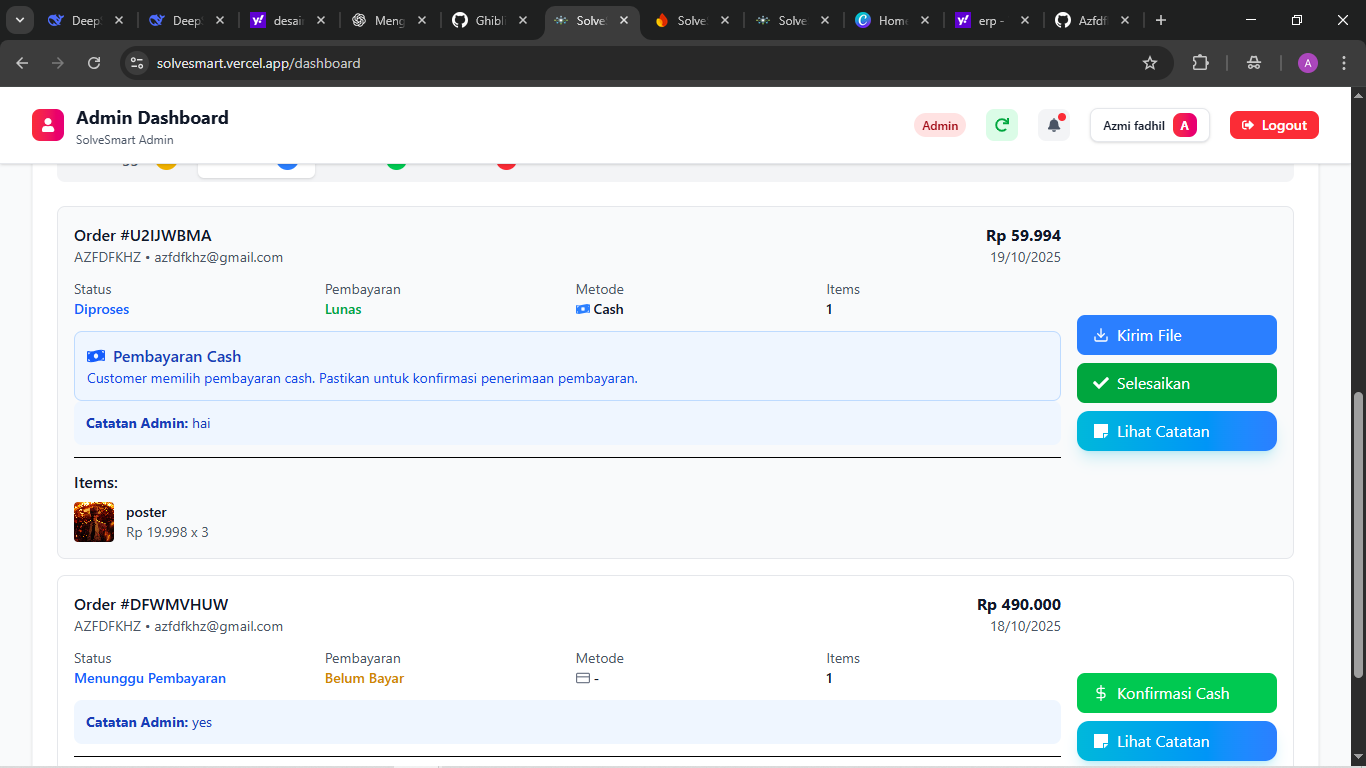 Deep
Deep
desai
Meng
Ghibli
Solve
Solve
Solve
Home
erp -
Azfdf
solvesmart.vercel.app/dashboard
A
Admin Dashboard
SolveSmart Admin
Admin
Azmi fadhil
A
Logout
Order #U2IJWBMA
Rp 59.994
AZFDFKHZ • azfdfkhz@gmail.com
19/10/2025
Status
Pembayaran
Metode
Items
Diproses
Lunas
Cash
1
Kirim File
Pembayaran Cash
Customer memilih pembayaran cash. Pastikan untuk konfirmasi penerimaan pembayaran.
Selesaikan
Catatan Admin: hai
Lihat Catatan
Items:
poster
Rp 19.998 x 3
Order #DFWMVHUW
Rp 490.000
AZFDFKHZ • azfdfkhz@gmail.com
18/10/2025
Status
Pembayaran
Metode
Items
Menunggu Pembayaran
Belum Bayar
-
1
Konfirmasi Cash
Catatan Admin: yes
Lihat Catatan